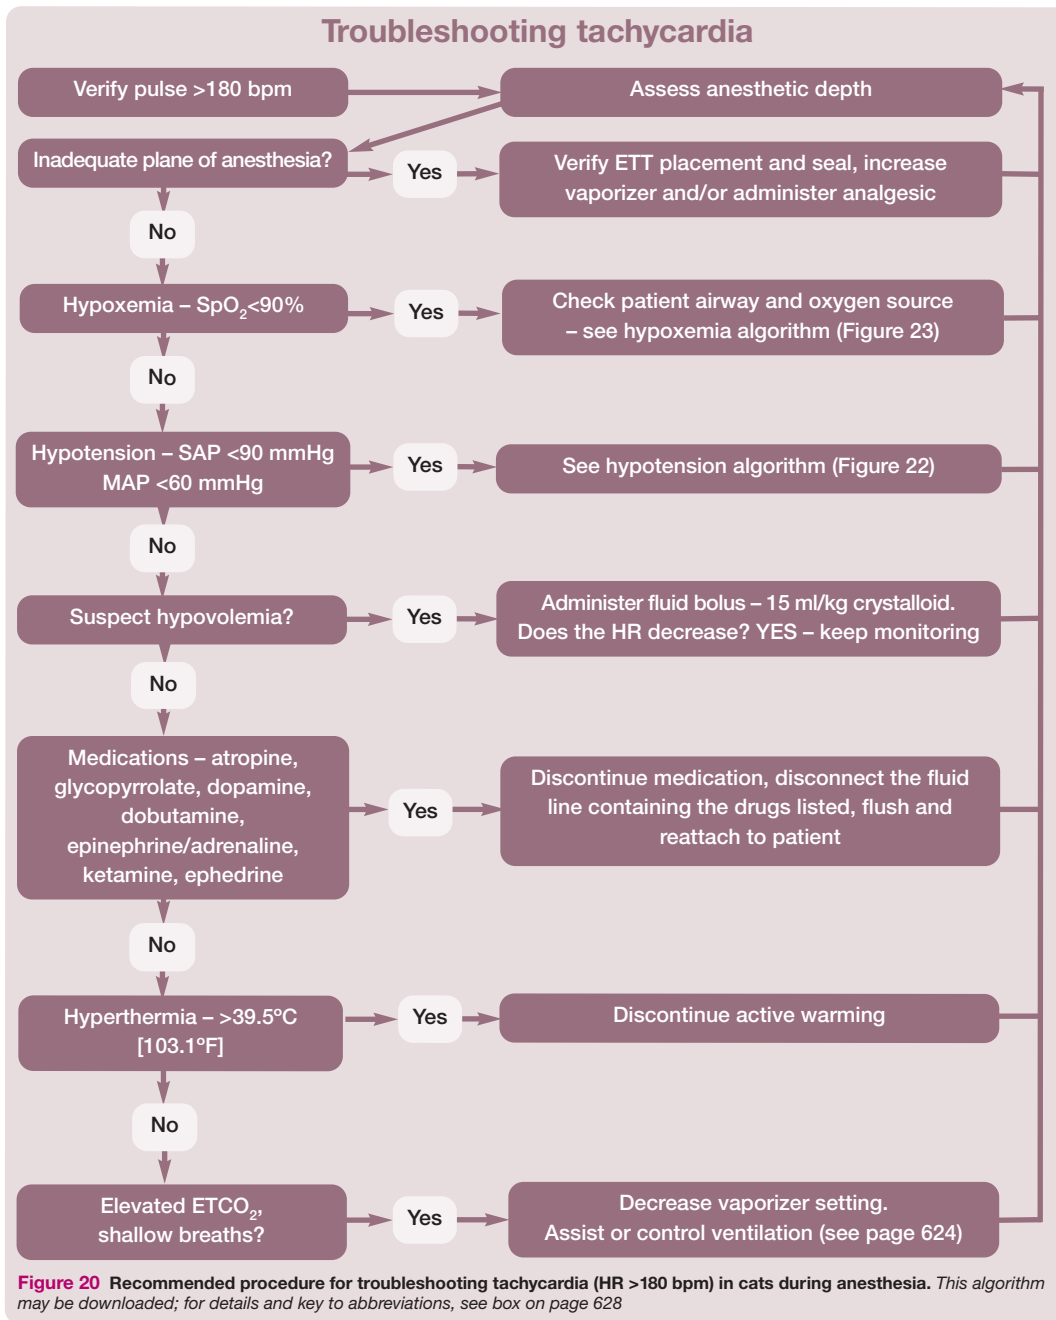 Troubleshooting tachycardia
Verify pulse >180 bpm
Assess anesthetic depth
Inadequate plane of anesthesia?
Yes
Verify ETT placement and seal, increase
vaporizer and/or administer analgesic
No
Hypoxemia – SpO₂<90%
Yes
Check patient airway and oxygen source
– see hypoxemia algorithm (Figure 23)
No
Hypotension – SAP <90 mmHg
MAP <60 mmHg
Yes
See hypotension algorithm (Figure 22)
No
Suspect hypovolemia?
Yes
Administer fluid bolus – 15 ml/kg crystalloid.
Does the HR decrease? YES – keep monitoring
No
Medications – atropine,
glycopyrrolate, dopamine,
dobutamine,
epinephrine/adrenaline,
ketamine, ephedrine
Yes
Discontinue medication, disconnect the fluid
line containing the drugs listed, flush and
reattach to patient
No
Hyperthermia – >39.5ºC
[103.1ºF]
Yes
Discontinue active warming
No
Elevated ETCO₂,
shallow breaths?
Yes
Decrease vaporizer setting.
Assist or control ventilation (see page 624)
Figure 20 Recommended procedure for troubleshooting tachycardia (HR >180 bpm) in cats during anesthesia. This algorithm
may be downloaded; for details and key to abbreviations, see box on page 628